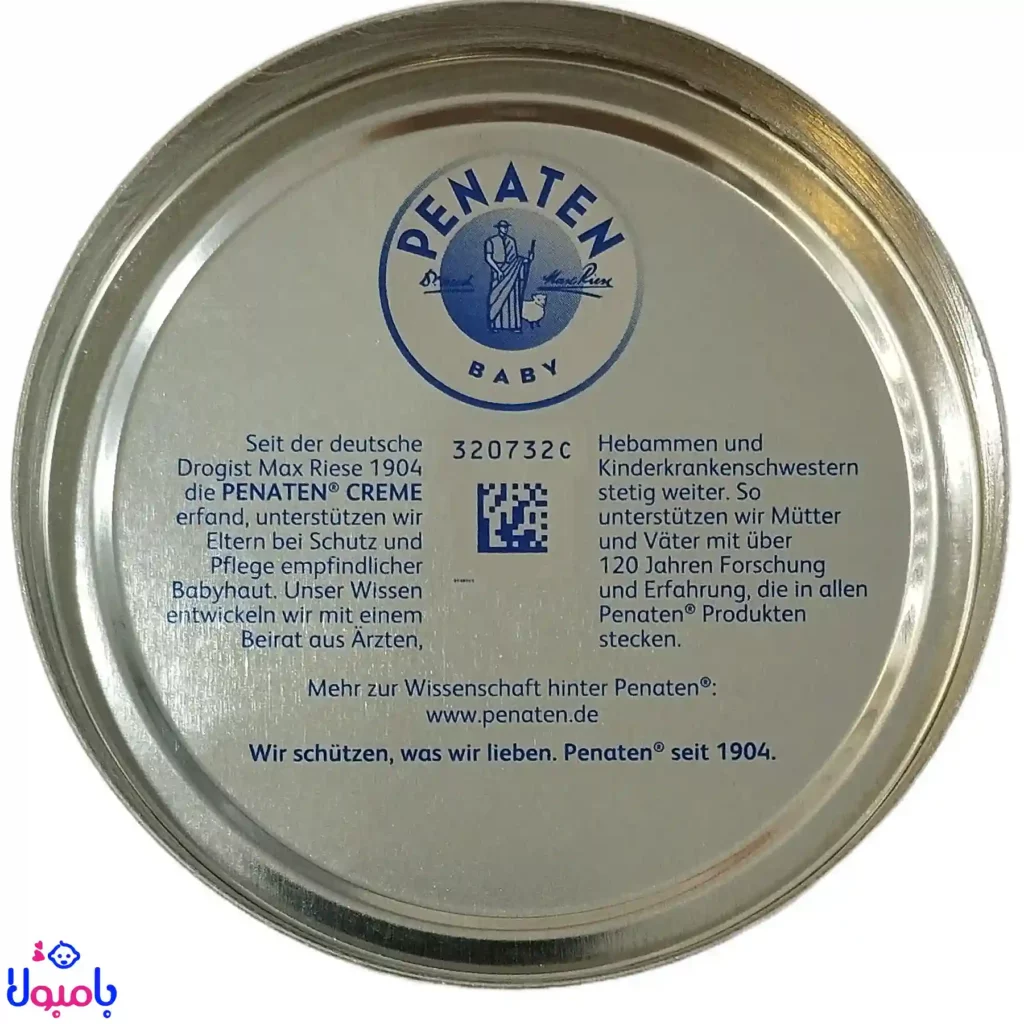 PENATEN
Max Riese
BABY
320732C
Seit der deutsche
Drogist Max Riese 1904
die PENATEN® CREME
erfand, unterstützen wir
Eltern bei Schutz und
Pflege empfindlicher
Babyhaut. Unser Wissen
entwickeln wir mit einem
Beirat aus Ärzten,
Hebammen und
Kinderkrankenschwestern
stetig weiter. So
unterstützen wir Mütter
und Väter mit über
120 Jahren Forschung
und Erfahrung, die in allen
Penaten® Produkten
stecken.
Mehr zur Wissenschaft hinter Penaten®:
www.penaten.de
Wir schützen, was wir lieben. Penaten® seit 1904.
بامبولا